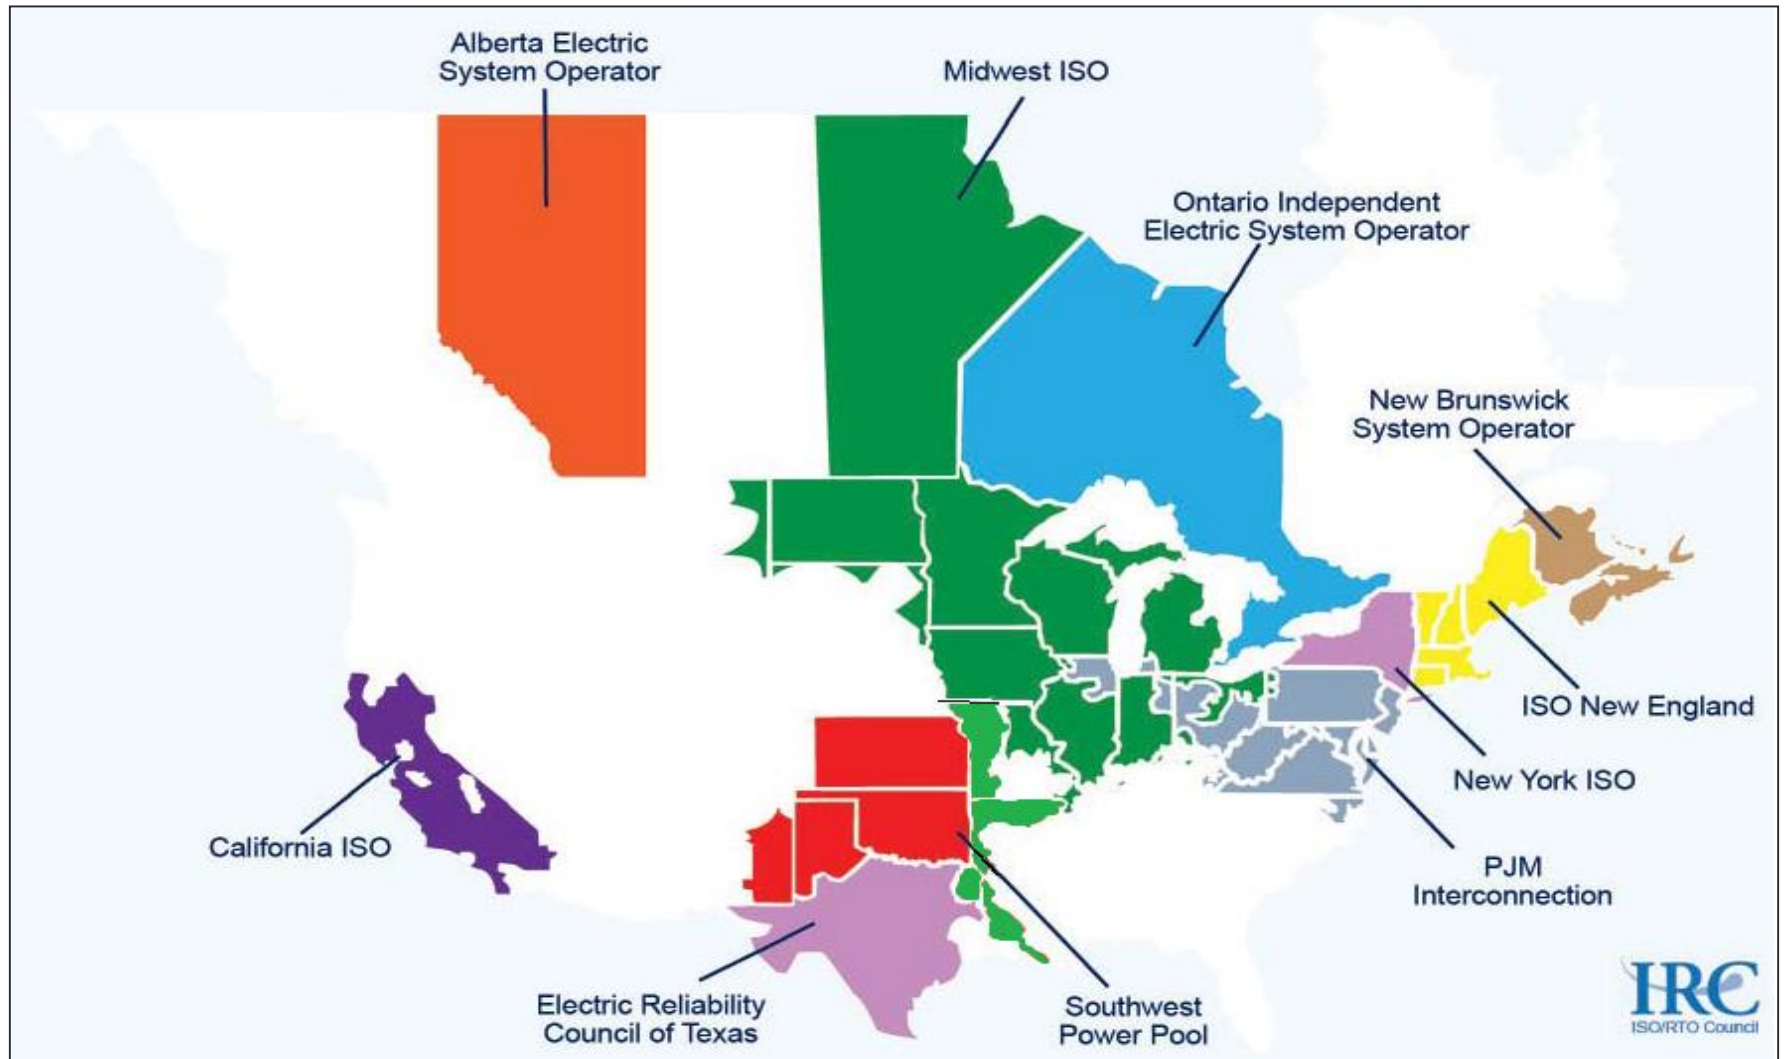 Alberta Electric
System Operator
Midwest ISO
Ontario Independent
Electric System Operator
New Brunswick
System Operator
ISO New England
New York ISO
California ISO
PJM
Interconnection
Electric Reliability
Council of Texas
Southwest
Power Pool
IRC
ISO/RTO Council